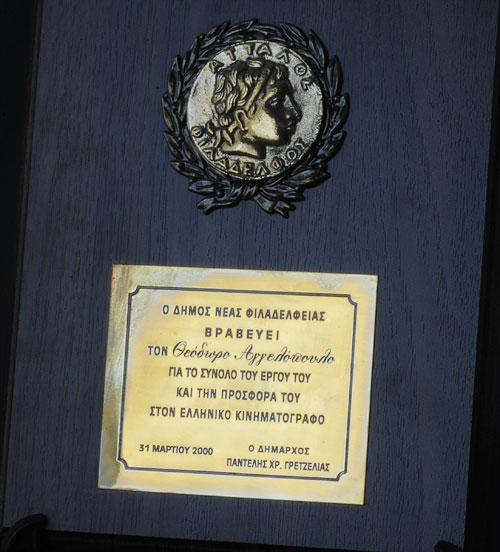 ΑΤΤΑΛΟΣ
ΦΙΛΑΔΕΛΦΟΣ
Ο ΔΗΜΟΣ ΝΕΑΣ ΦΙΛΑΔΕΛΦΕΙΑΣ
ΒΡΑΒΕΥΕΙ
ΤΟΝ Θεόδωρο Αγγελόπουλο
ΓΙΑ ΤΟ ΣΥΝΟΛΟ ΤΟΥ ΕΡΓΟΥ ΤΟΥ
ΚΑΙ ΤΗΝ ΠΡΟΣΦΟΡΑ ΤΟΥ
ΣΤΟΝ ΕΛΛΗΝΙΚΟ ΚΙΝΗΜΑΤΟΓΡΑΦΟ
31 ΜΑΡΤΙΟΥ 2000 Ο ΔΗΜΑΡΧΟΣ
ΠΑΝΤΕΛΗΣ ΧΡ. ΓΡΕΤΖΕΛΙΑΣ